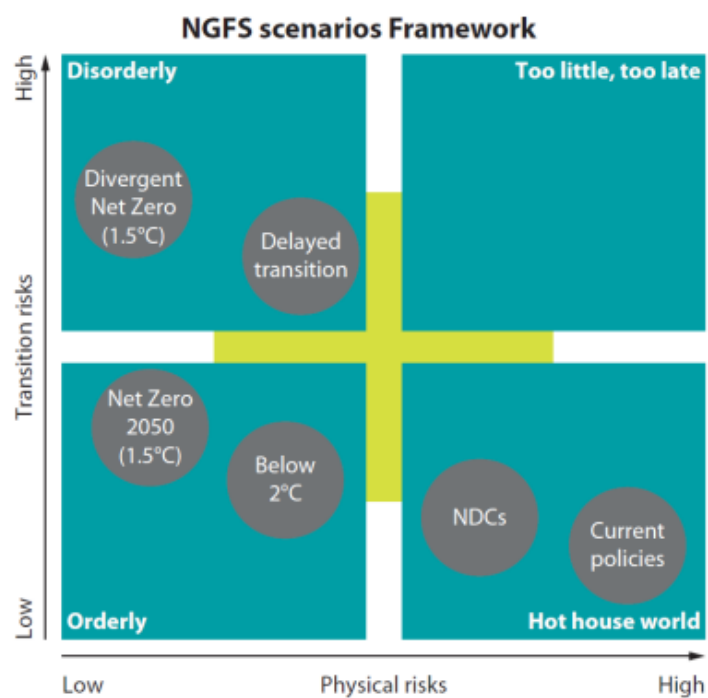 NGFS scenarios Framework
High
Disorderly
Too little, too late
Divergent
Net Zero
(1.5°C)
Delayed
transition
Transition risks
Net Zero
2050
(1.5°C)
Below
2°C
NDCs
Current
policies
Low
Orderly
Hot house world
Low
Physical risks
High